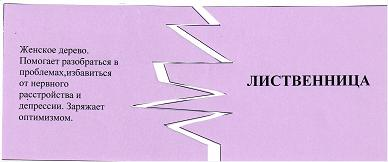 Женское дерево.
Помогает разобраться в
проблемах,избавиться
от нервного
расстройства и
депрессии. Заряжает
оптимизмом.
ЛИСТВЕННИЦА